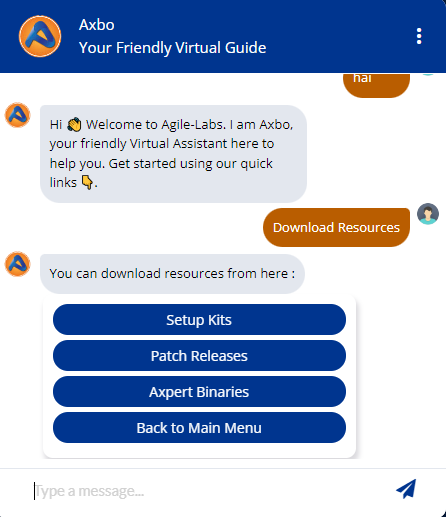 Axbo
Your Friendly Virtual Guide
hai
Hi 👏 Welcome to Agile-Labs. I am Axbo,
your friendly Virtual Assistant here to
help you. Get started using our quick
links 👇.
Download Resources
You can download resources from here :
Setup Kits
Patch Releases
Axpert Binaries
Back to Main Menu
Type a message...